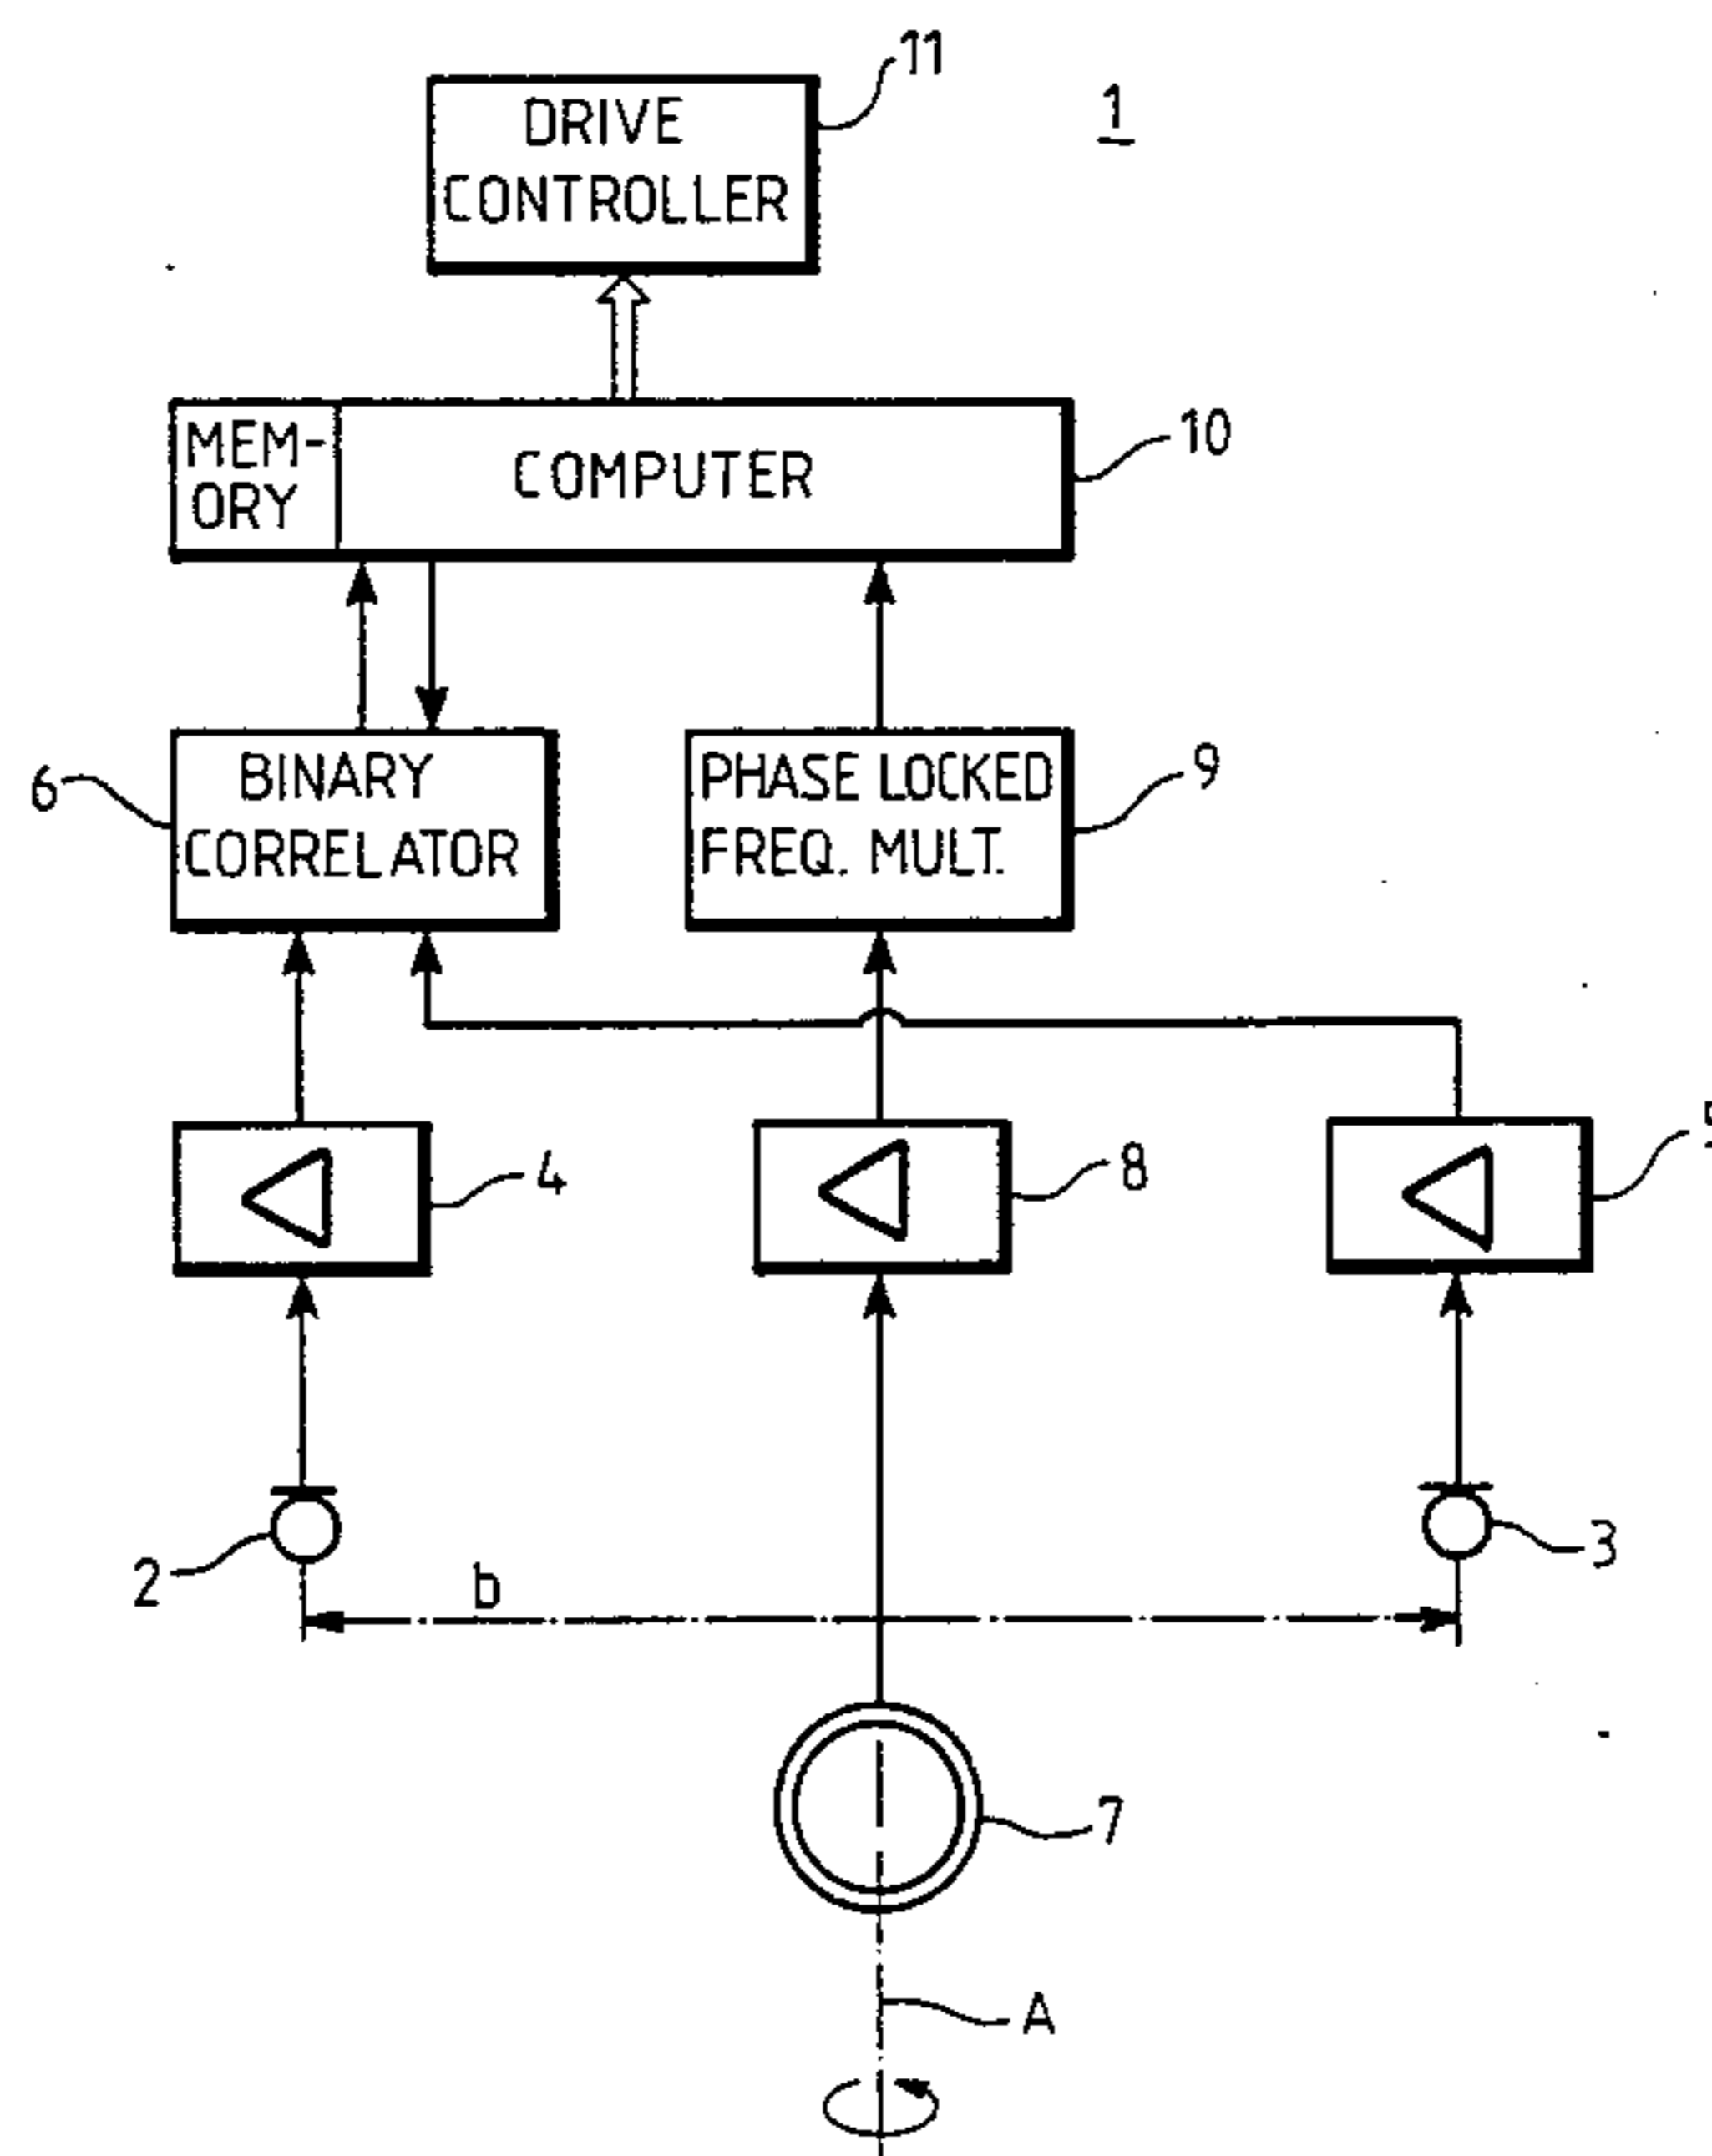 11
1
DRIVE
CONTROLLER
MEM-
ORY
COMPUTER
10
6
BINARY
CORRELATOR
PHASE LOCKED
FREQ. MULT.
9
4
8
5
2
b
3
7
A